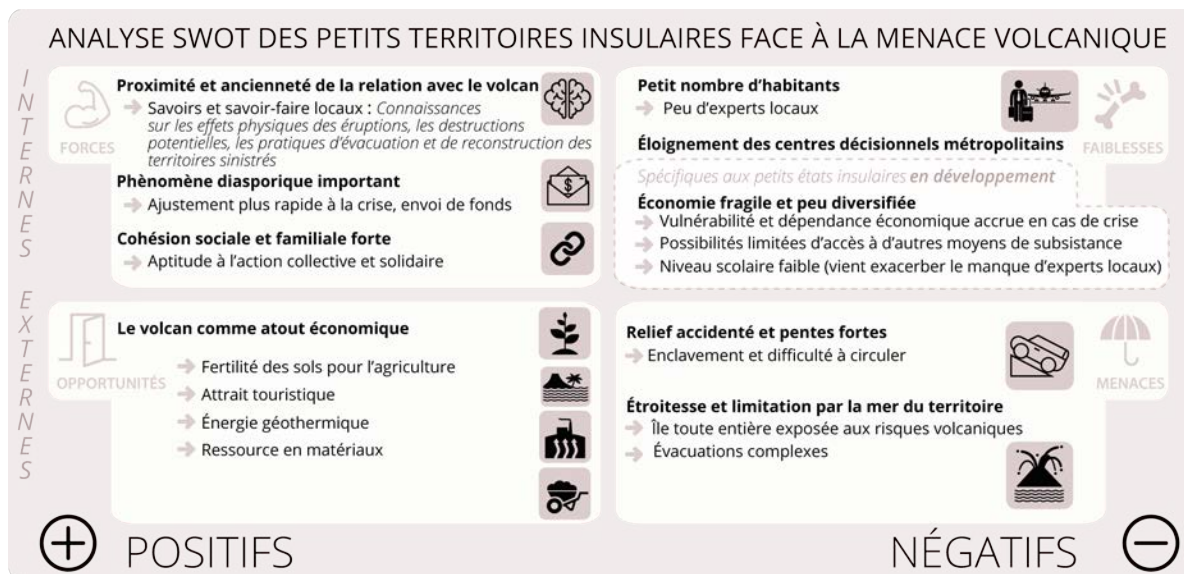 ANALYSE SWOT DES PETITS TERRITOIRES INSULAIRES FACE À LA MENACE VOLCANIQUE
INTERNES
FORCES
Proximité et ancienneté de la relation avec le volcan
Savoirs et savoir-faire locaux : Connaissances
sur les effets physiques des éruptions, les destructions
potentielles, les pratiques d'évacuation et de reconstruction des
territoires sinistrés
Phènomène diasporique important
Ajustement plus rapide à la crise, envoi de fonds
Cohésion sociale et familiale forte
Aptitude à l'action collective et solidaire
FAIBLESSES
Petit nombre d'habitants
Peu d'experts locaux
Éloignement des centres décisionnels métropolitains
Spécifiques aux petits états insulaires en développement
Économie fragile et peu diversifiée
Vulnérabilité et dépendance économique accrue en cas de crise
Possibilités limitées d'accès à d'autres moyens de subsistance
Niveau scolaire faible (vient exacerber le manque d'experts locaux)
EXTERNES
OPPORTUNITÉS
Le volcan comme atout économique
Fertilité des sols pour l'agriculture
Attrait touristique
Énergie géothermique
Ressource en matériaux
MENACES
Relief accidenté et pentes fortes
Enclavement et difficulté à circuler
Étroitesse et limitation par la mer du territoire
Île toute entière exposée aux risques volcaniques
Évacuations complexes
POSITIFS
NÉGATIFS